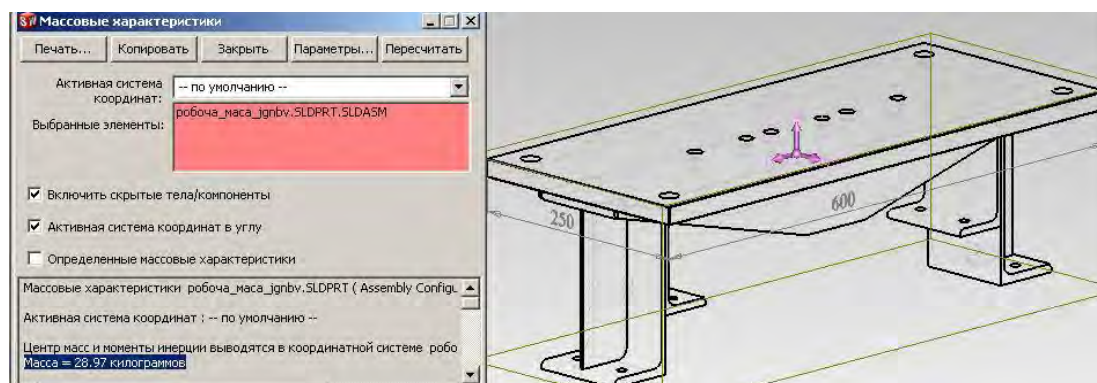 Массовые характеристики
Печать... Копировать Закрыть Параметры... Пересчитать
Активная система координат: -- по умолчанию --
Выбранные элементы: робоча_маса_jgnbv.SLDPRT.SLDASM
Включить скрытые тела/компоненты
Активная система координат в углу
Определенные массовые характеристики
Массовые характеристики робоча_маса_jgnbv.SLDPRT ( Assembly Configu
Активная система координат : -- по умолчанию --
Центр масс и моменты инерции выводятся в координатной системе робо
Масса = 28.97 килограммов
250
600